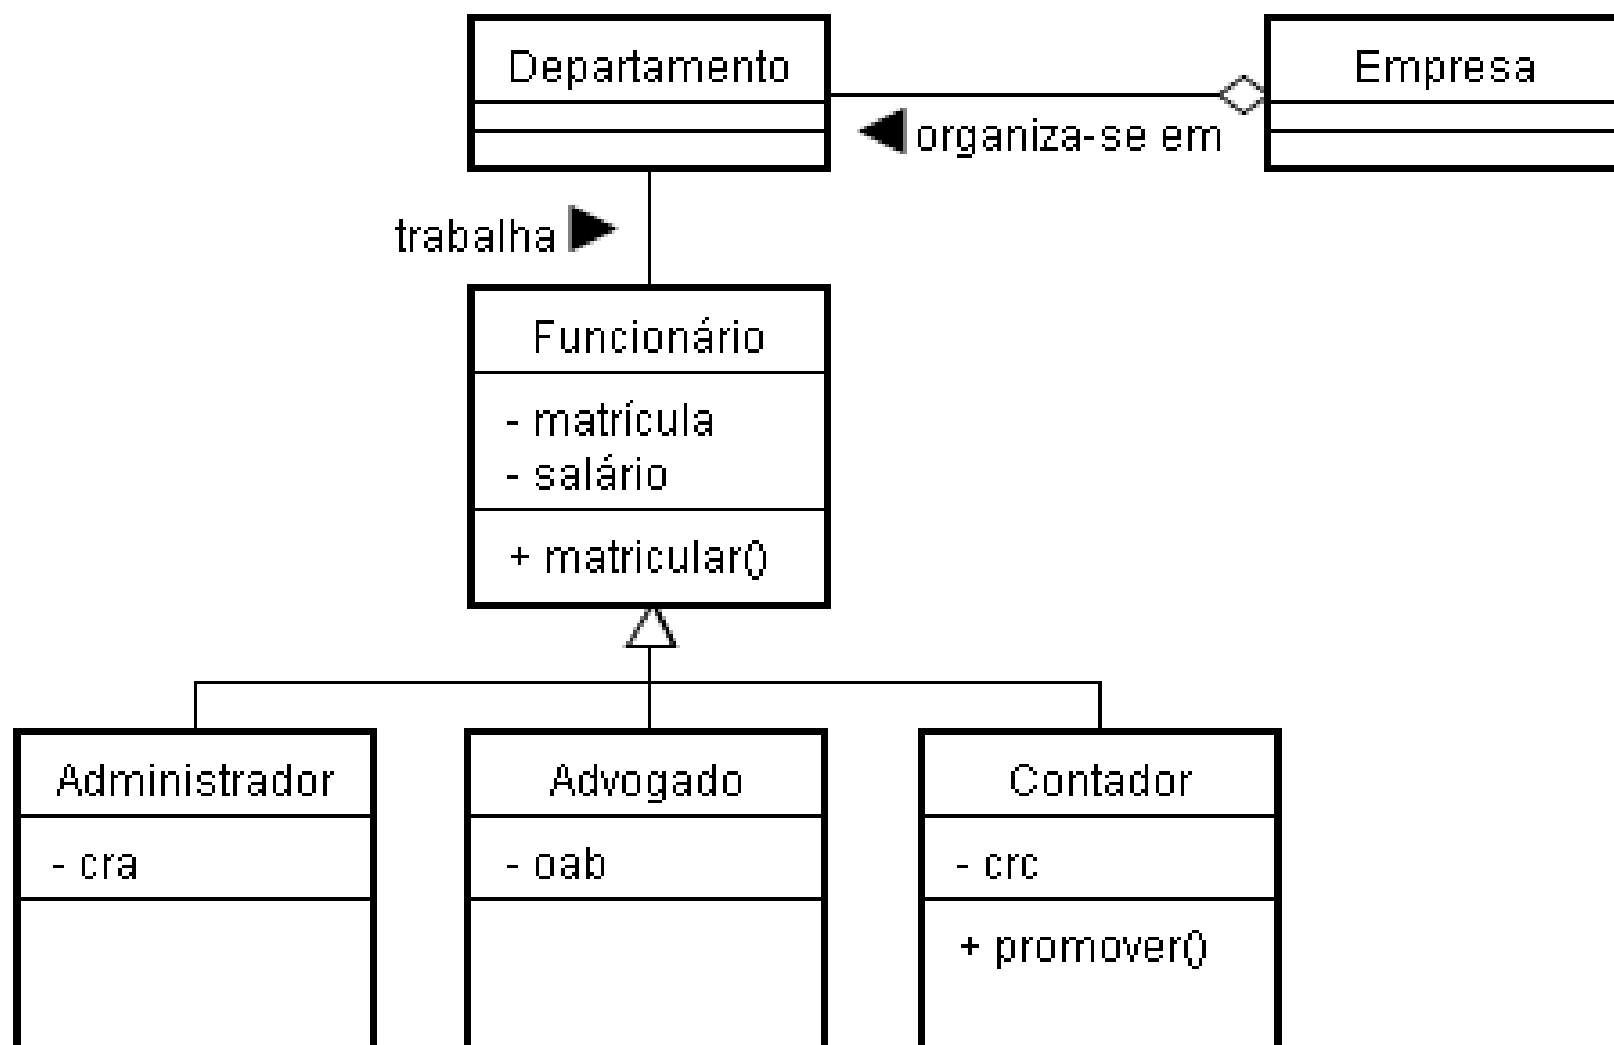 Departamento
Empresa
organiza-se em
trabalha
Funcionário
- matrícula
- salário
+ matricular()
Administrador
- cra
Advogado
- oab
Contador
- crc
+ promover()